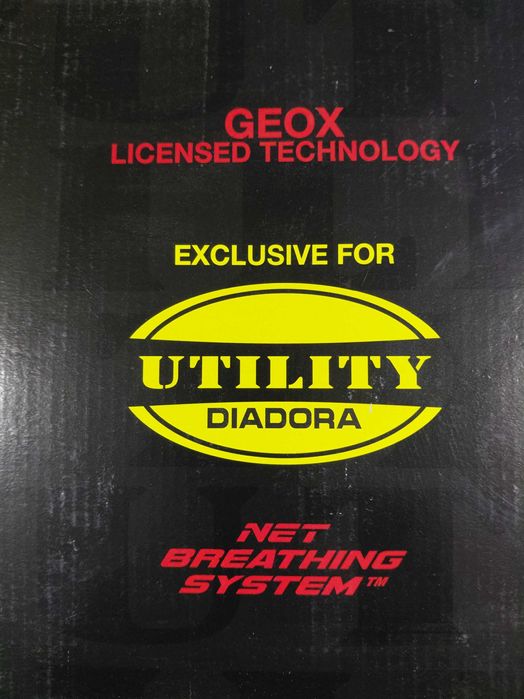 GEOX
LICENSED TECHNOLOGY
EXCLUSIVE FOR
UTILITY
DIADORA
NET
BREATHING
SYSTEM™